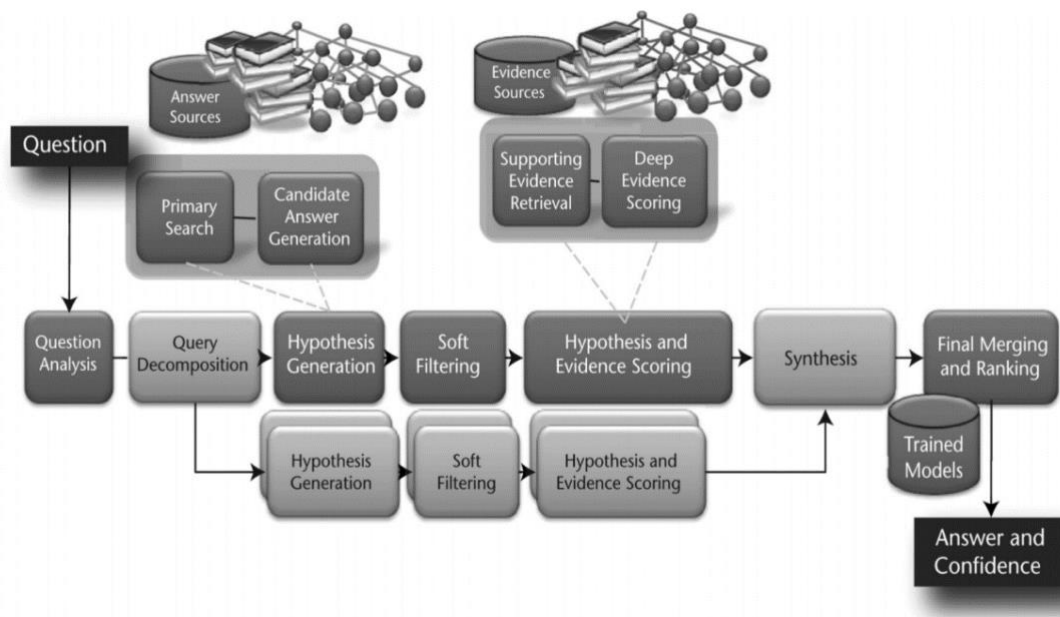 Answer
Sources
Evidence
Sources
Question
Primary
Search
Candidate
Answer
Generation
Supporting
Evidence
Retrieval
Deep
Evidence
Scoring
Question
Analysis
Query
Decomposition
Hypothesis
Generation
Soft
Filtering
Hypothesis and
Evidence Scoring
Synthesis
Final Merging
and Ranking
Trained
Models
Hypothesis
Generation
Soft
Filtering
Hypothesis and
Evidence Scoring
Answer and
Confidence